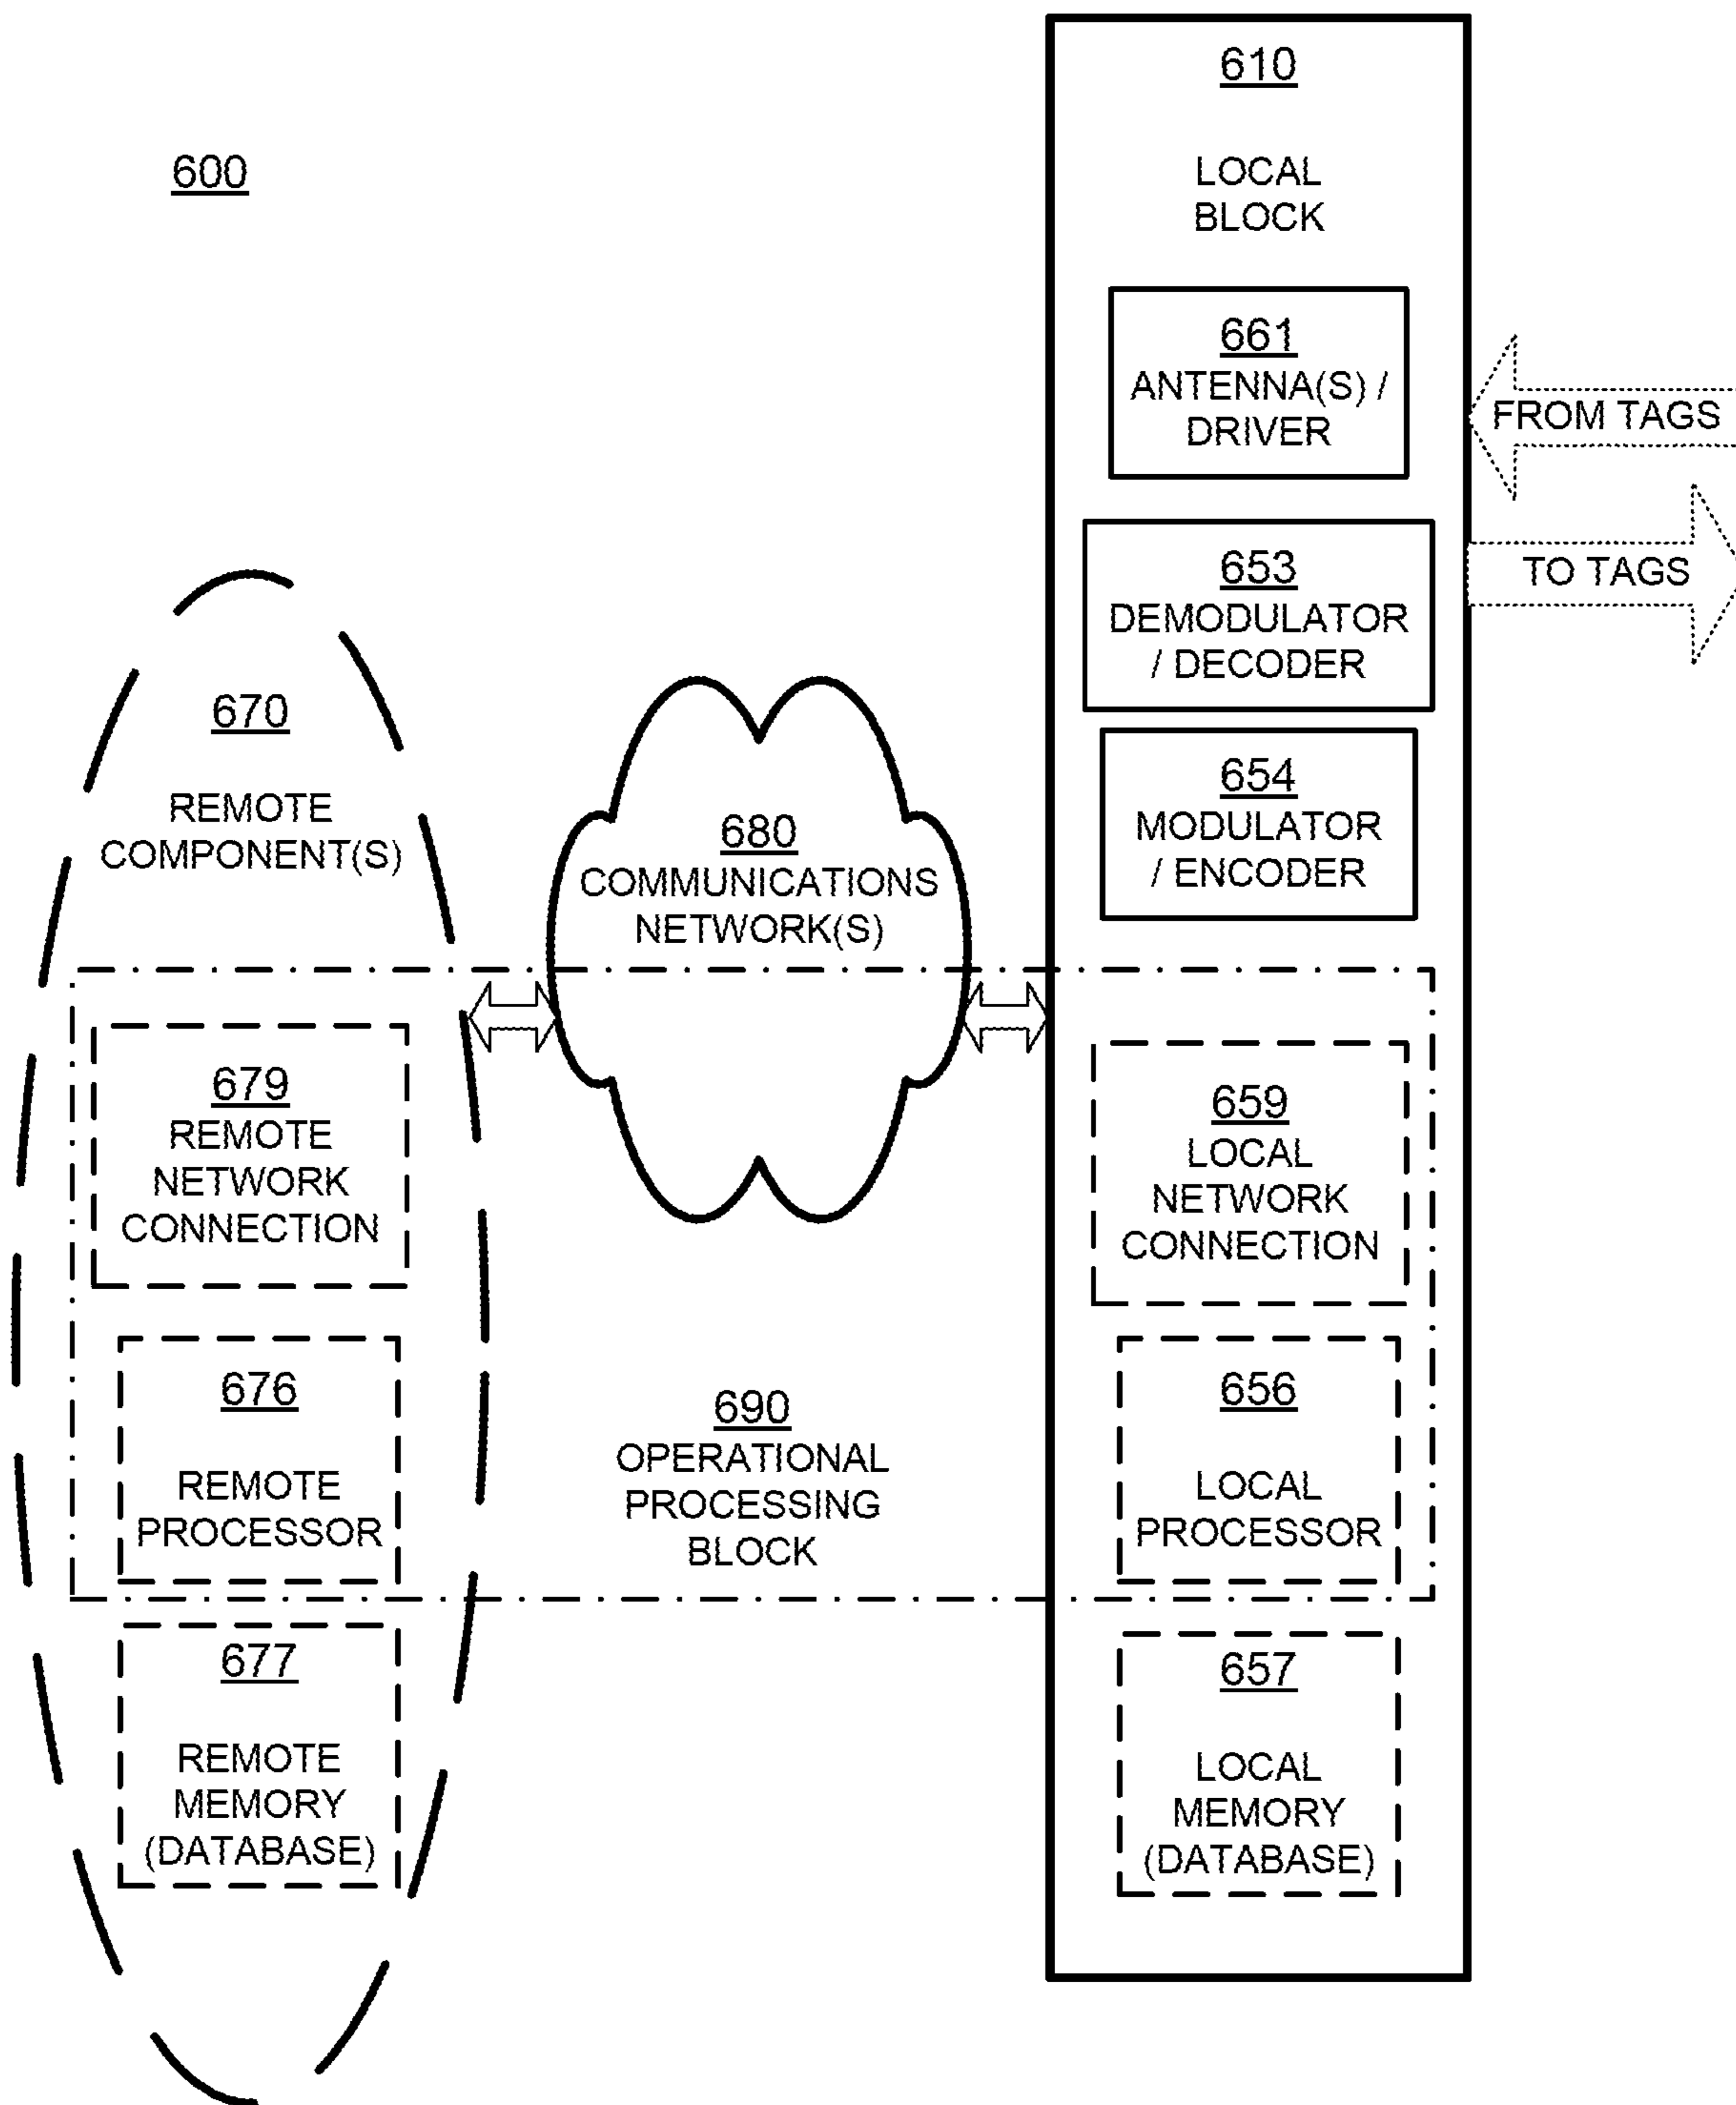 600
610
LOCAL
BLOCK
661
ANTENNA(S) /
DRIVER
FROM TAGS
653
DEMODULATOR
/ DECODER
TO TAGS
654
MODULATOR
/ ENCODER
670
REMOTE
COMPONENT(S)
680
COMMUNICATIONS
NETWORK(S)
679
REMOTE
NETWORK
CONNECTION
659
LOCAL
NETWORK
CONNECTION
676
REMOTE
PROCESSOR
690
OPERATIONAL
PROCESSING
BLOCK
656
LOCAL
PROCESSOR
677
REMOTE
MEMORY
(DATABASE)
657
LOCAL
MEMORY
(DATABASE)